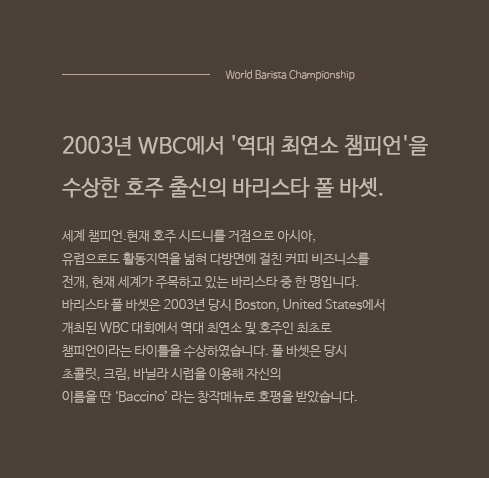 World Barista Championship
2003년 WBC에서 '역대 최연소 챔피언'을
수상한 호주 출신의 바리스타 폴 바셋.
세계 챔피언.현재 호주 시드니를 거점으로 아시아,
유럽으로도 활동지역을 넓혀 다방면에 걸친 커피 비즈니스를
전개, 현재 세계가 주목하고 있는 바리스타 중 한 명입니다.
바리스타 폴 바셋은 2003년 당시 Boston, United States에서
개최된 WBC 대회에서 역대 최연소 및 호주인 최초로
챔피언이라는 타이틀을 수상하였습니다. 폴 바셋은 당시
초콜릿, 크림, 바닐라 시럽을 이용해 자신의
이름을 딴 ‘Baccino’ 라는 창작메뉴로 호평을 받았습니다.